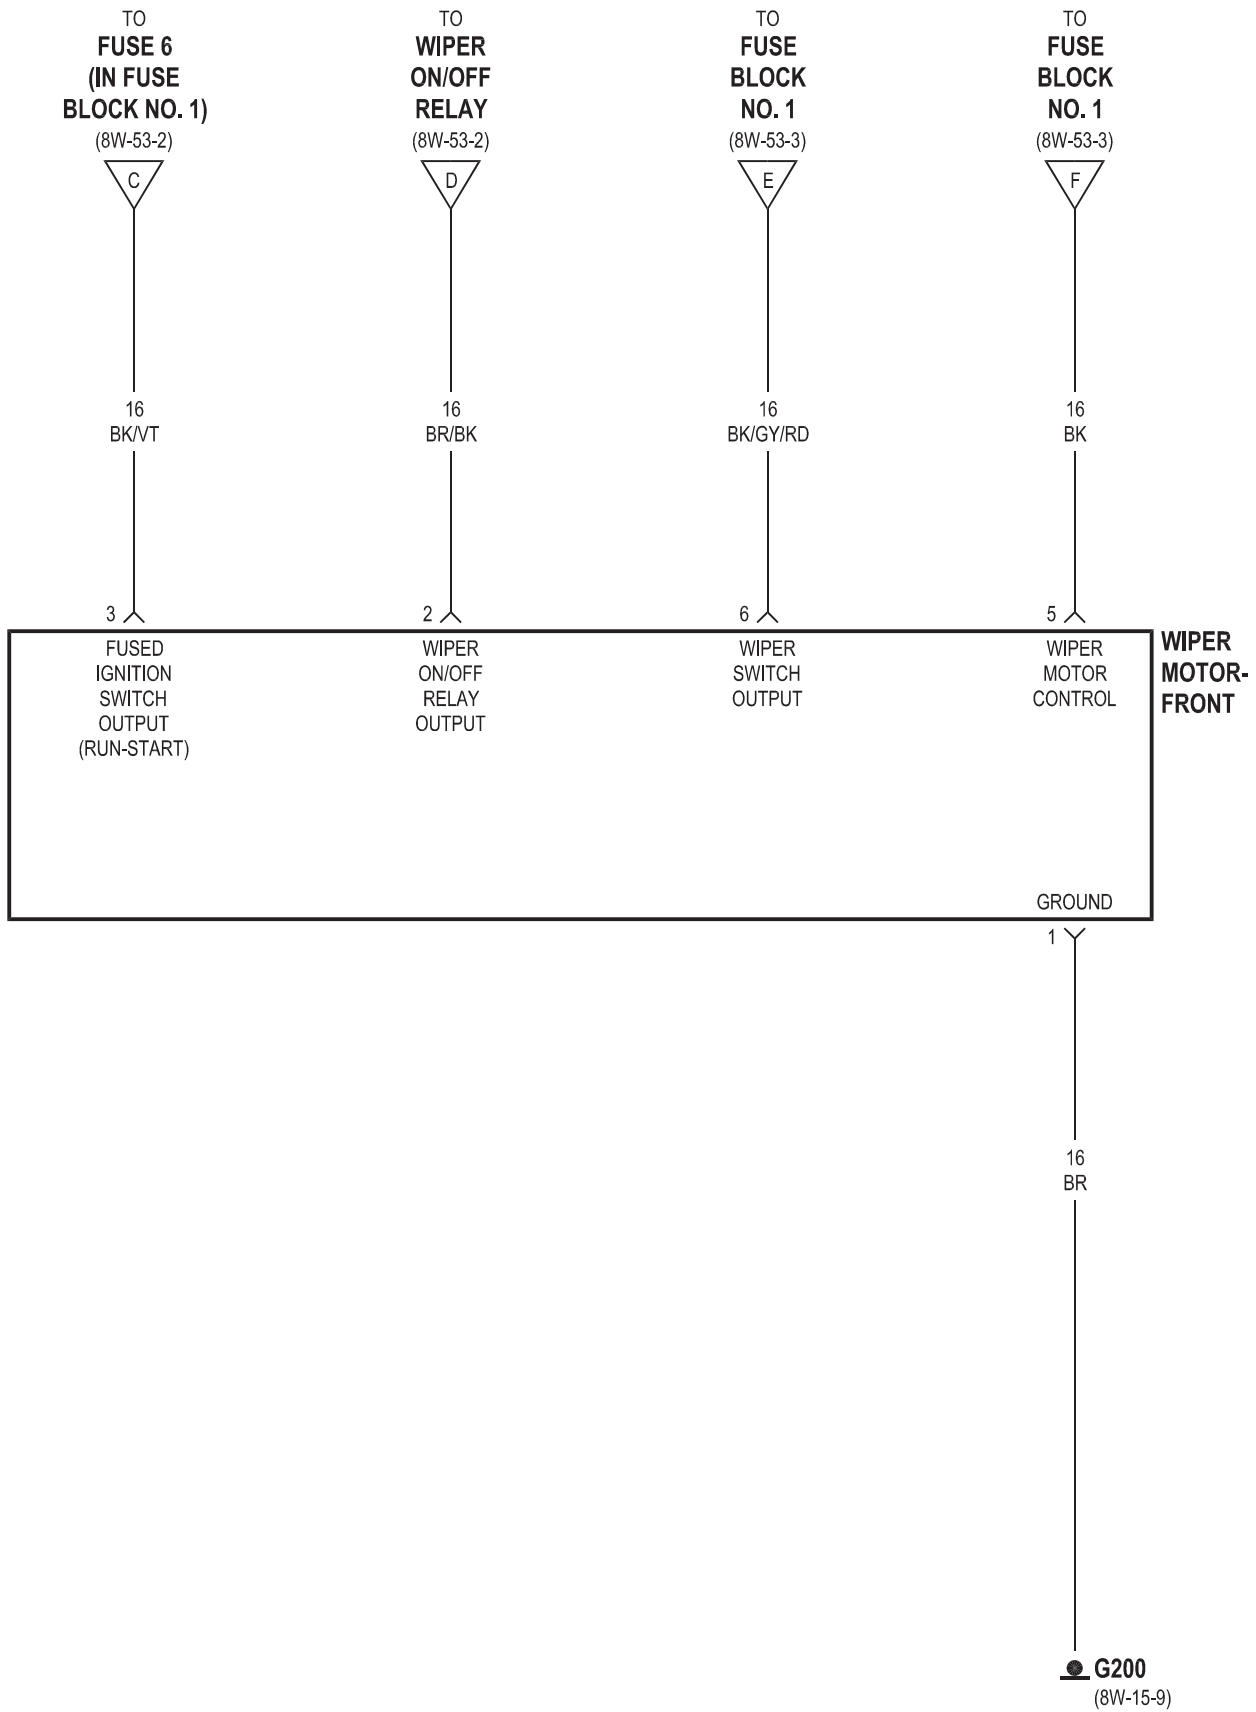 TO
FUSE 6
(IN FUSE
BLOCK NO. 1)
(8W-53-2)
C
TO
WIPER
ON/OFF
RELAY
(8W-53-2)
D
TO
FUSE
BLOCK
NO. 1
(8W-53-3)
E
TO
FUSE
BLOCK
NO. 1
(8W-53-3)
F
16
BK/VT
16
BR/BK
16
BK/GY/RD
16
BK
3
2
6
5
FUSED
IGNITION
SWITCH
OUTPUT
(RUN-START)
WIPER
ON/OFF
RELAY
OUTPUT
WIPER
SWITCH
OUTPUT
WIPER
MOTOR
CONTROL
WIPER
MOTOR-
FRONT
GROUND
1
16
BR
G200
(8W-15-9)